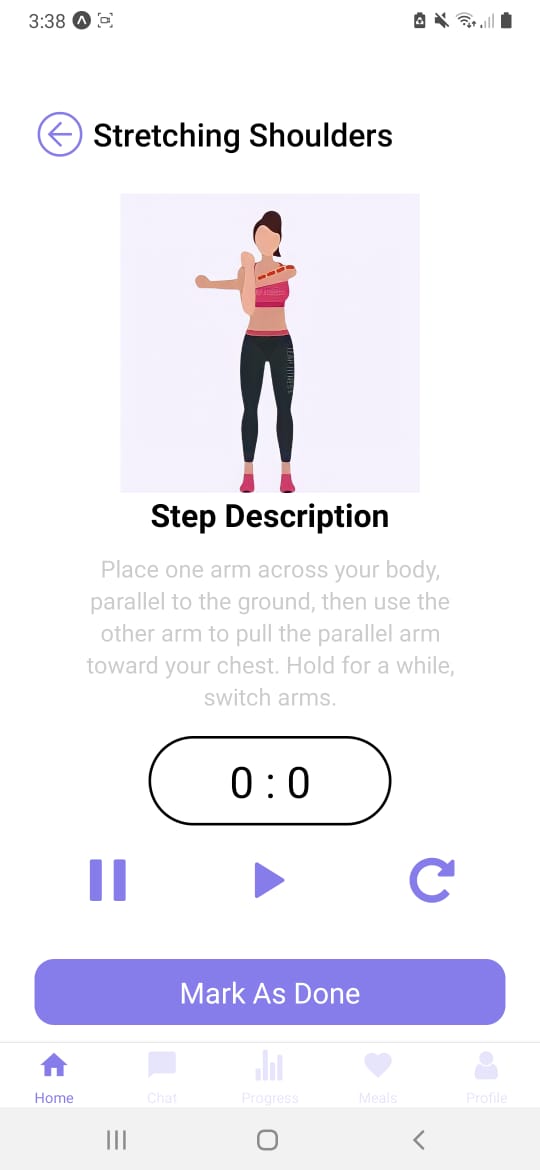 3:38
Stretching Shoulders
Step Description
Place one arm across your body,
parallel to the ground, then use the
other arm to pull the parallel arm
toward your chest. Hold for a while,
switch arms.
0 : 0
Mark As Done
Home
Chat
Progress
Meals
Profile